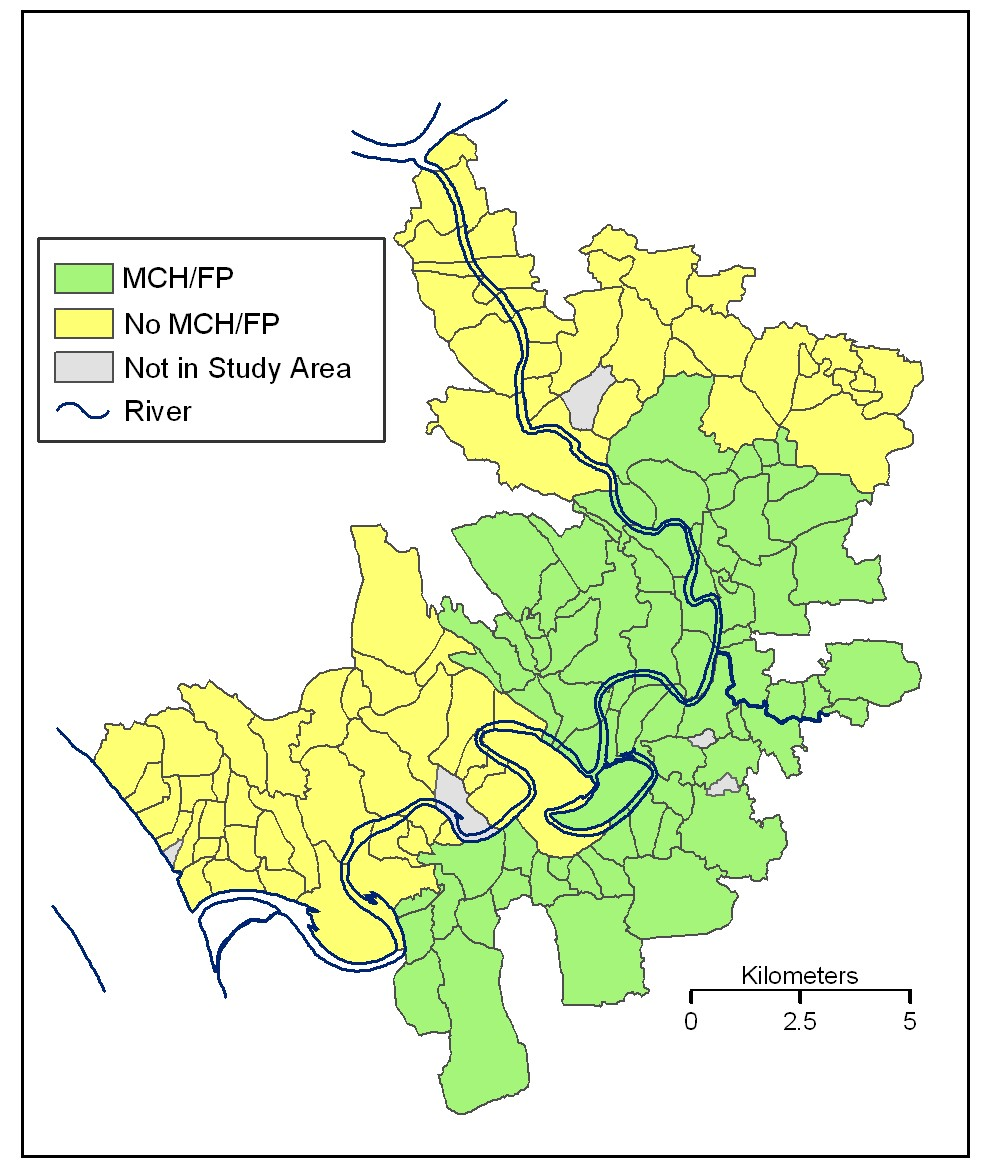 MCH/FP
No MCH/FP
Not in Study Area
River
Kilometers
0 2.5 5